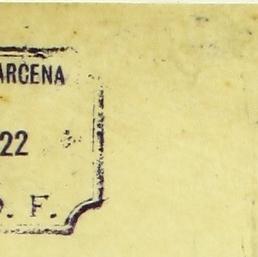 ARCENA
22
D. F.